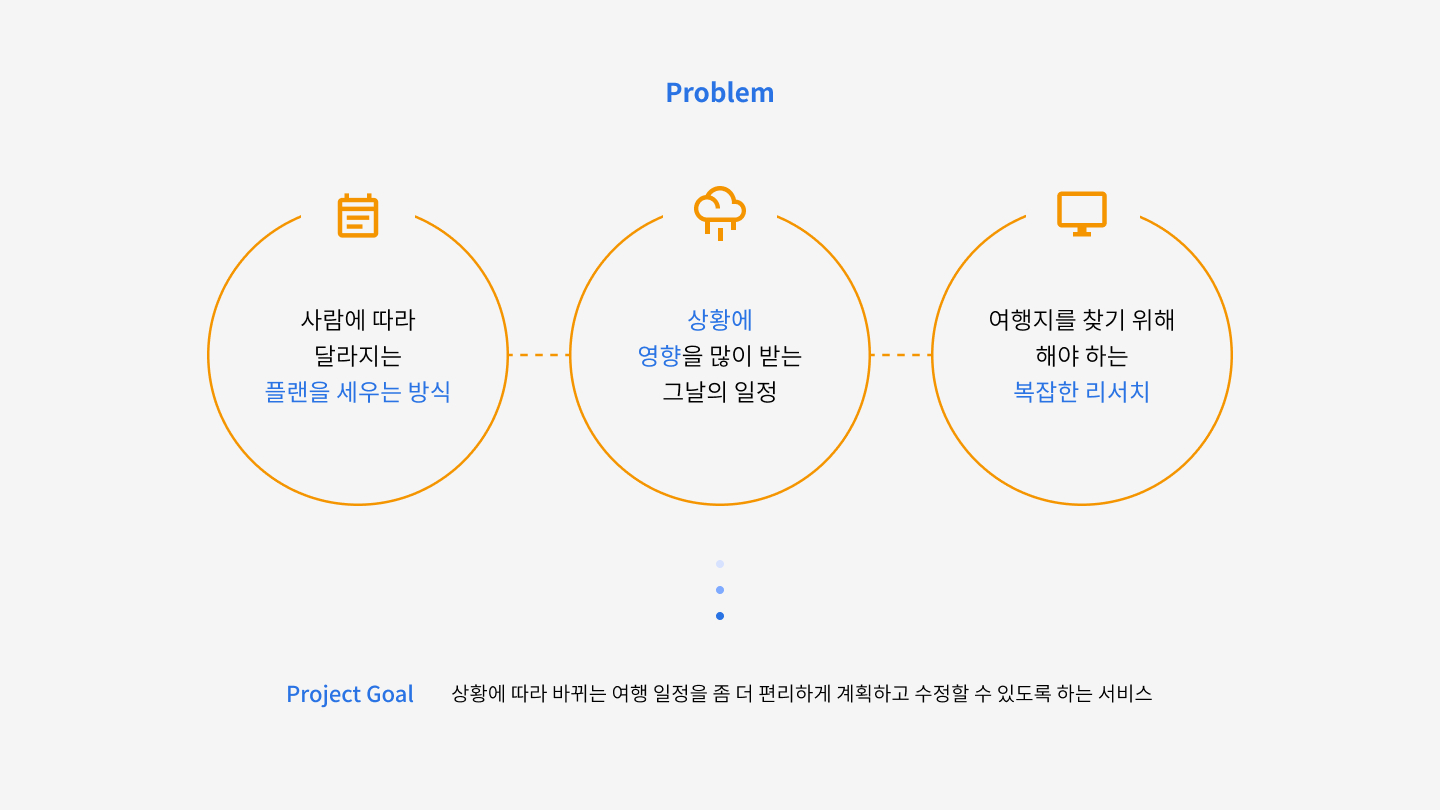 Problem
사람에 따라
달라지는
플랜을 세우는 방식
상황에
영향을 많이 받는
그날의 일정
여행지를 찾기 위해
해야 하는
복잡한 리서치
Project Goal 상황에 따라 바뀌는 여행 일정을 좀 더 편리하게 계획하고 수정할 수 있도록 하는 서비스